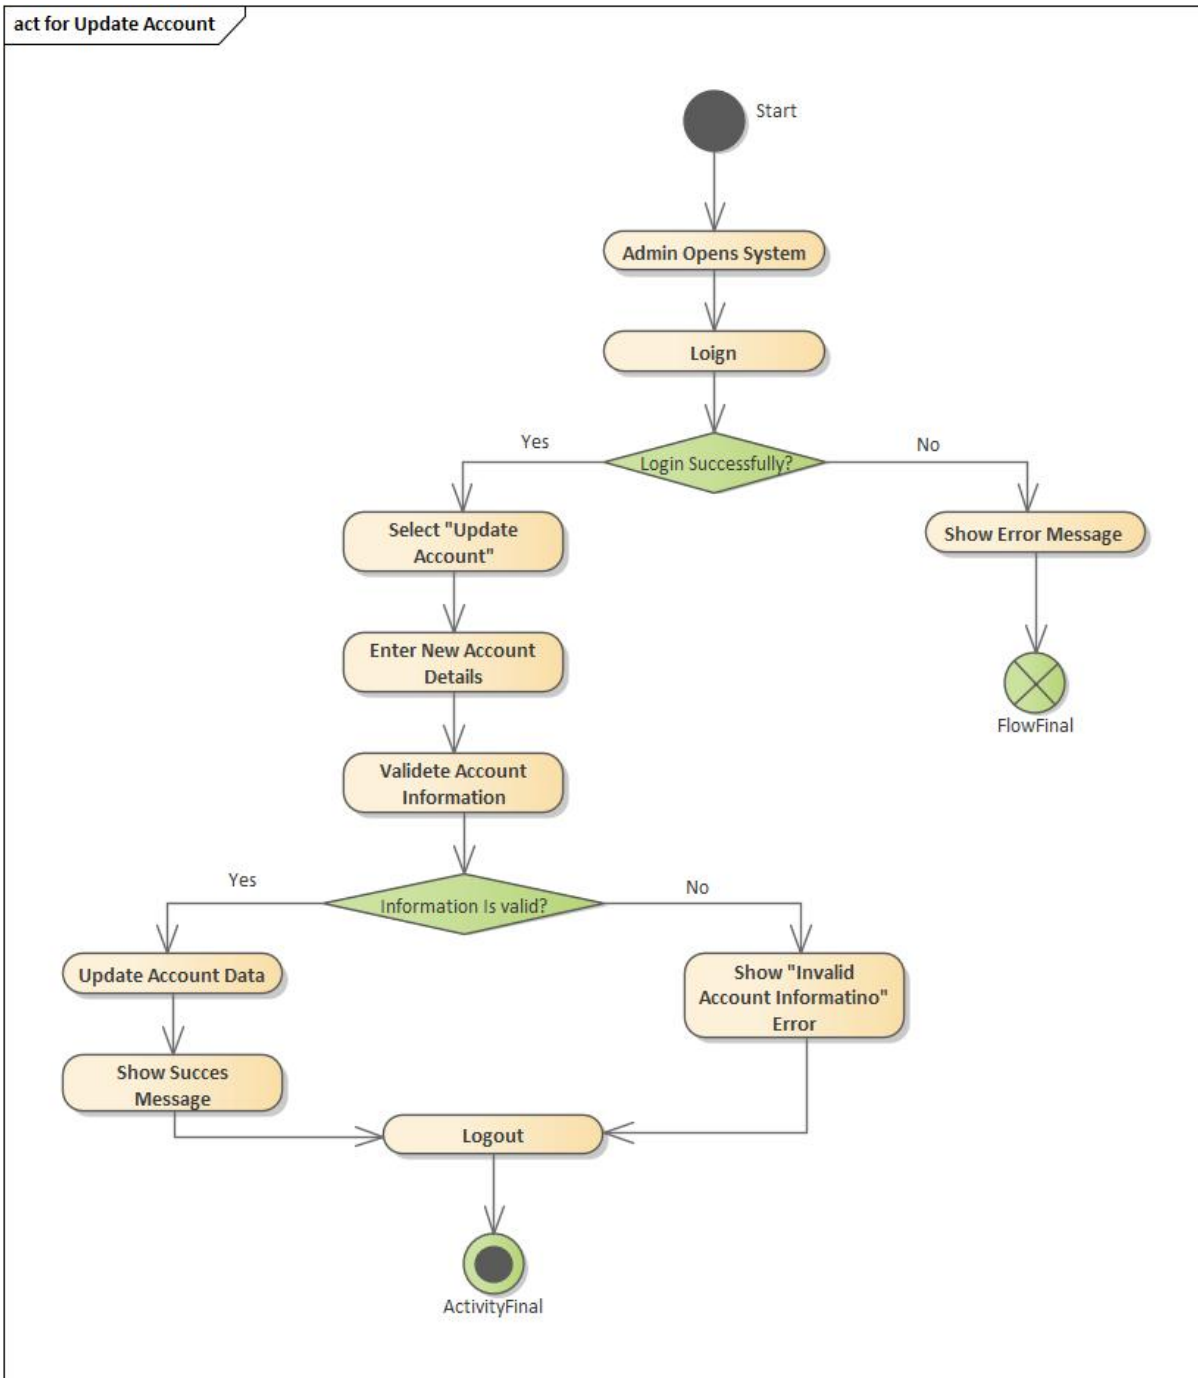 act for Update Account
Start
Admin Opens System
Loign
Login Successfully?
Yes
No
Select "Update
Account"
Show Error Message
Enter New Account
Details
FlowFinal
Validete Account
Information
Information Is valid?
Yes
No
Update Account Data
Show "Invalid
Account Informatino"
Error
Show Succes
Message
Logout
ActivityFinal